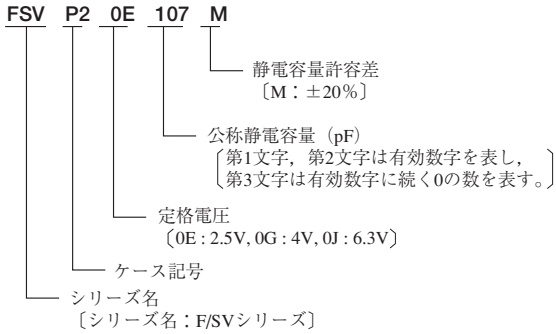 FSV P2 0E 107 M
静電容量許容差
〔M：±20%〕
公称静電容量（pF）
〔第1文字，第2文字は有効数字を表し，
第3文字は有効数字に続く0の数を表す。〕
定格電圧
〔0E : 2.5V, 0G : 4V, 0J : 6.3V〕
ケース記号
シリーズ名
〔シリーズ名：F/SVシリーズ〕